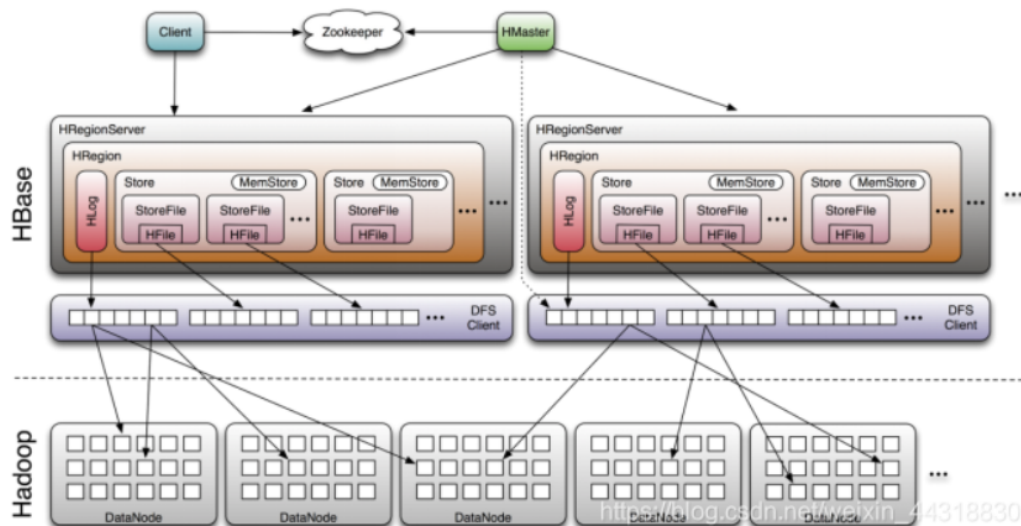 Client
Zookeeper
HMaster
HBase
HRegionServer
HRegion
HLog
Store
MemStore
StoreFile
HFile
StoreFile
HFile
...
Store
MemStore
StoreFile
HFile
...
...
HRegionServer
HRegion
HLog
Store
MemStore
StoreFile
HFile
StoreFile
HFile
...
Store
MemStore
StoreFile
HFile
...
...
...
...
DFS
Client
...
DFS
Client
Hadoop
DataNode
DataNode
DataNode
DataNode
DataNode
...
https://blog.csdn.net/weixin_44318830